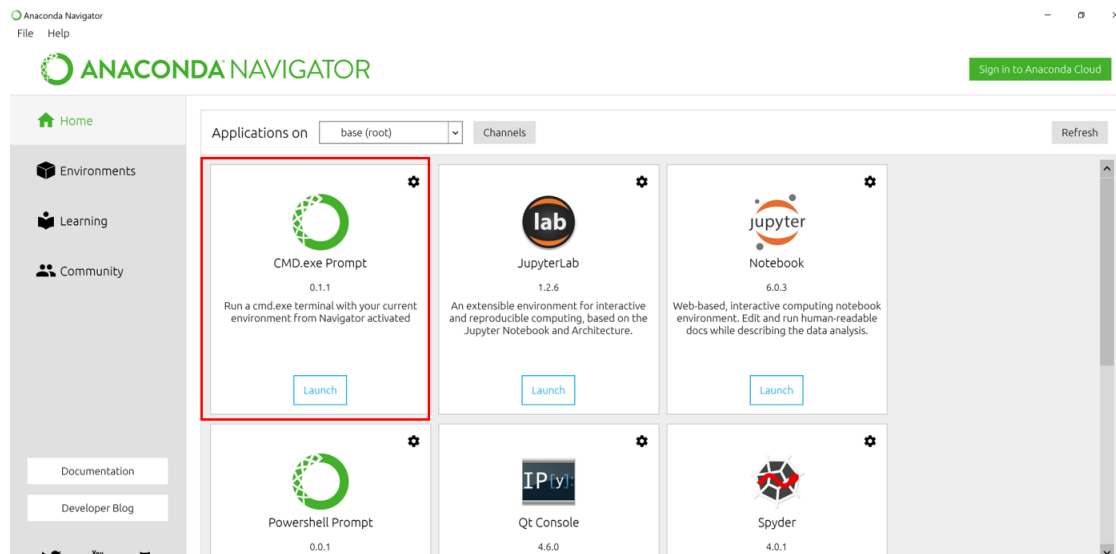 Anaconda Navigator
File Help
ANACONDA NAVIGATOR
Sign in to Anaconda Cloud
Home
Environments
Learning
Community
Documentation
Developer Blog
Applications on base (root) Channels Refresh
CMD.exe Prompt
0.1.1
Run a cmd.exe terminal with your current
environment from Navigator activated
Launch
lab
JupyterLab
1.2.6
An extensible environment for interactive
and reproducible computing, based on the
Jupyter Notebook and Architecture.
Launch
jupyter
Notebook
6.0.3
Web-based, interactive computing notebook
environment. Edit and run human-readable
docs while describing the data analysis.
Launch
Powershell Prompt
0.0.1
IP[y]:
Qt Console
4.6.0
Spyder
4.0.1